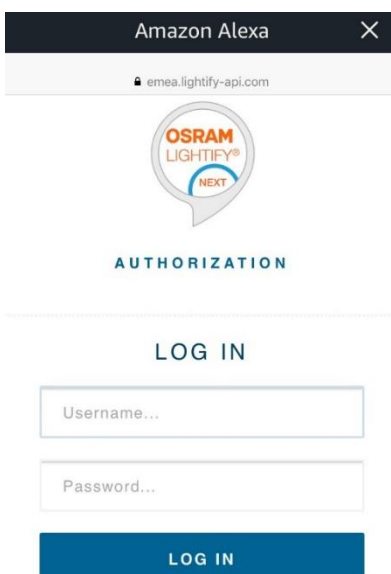 Amazon Alexa
emea.lightify-api.com
OSRAM
LIGHTIFY®
NEXT
AUTHORIZATION
LOG IN
Username...
Password...
LOG IN